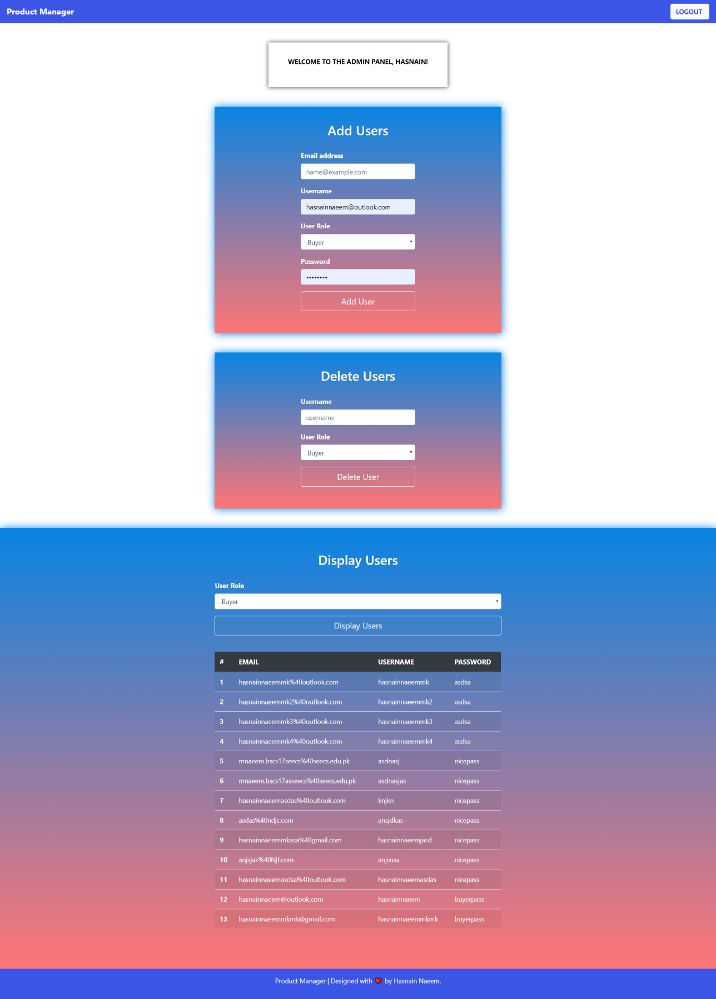 Product Manager
LOGOUT
WELCOME TO THE ADMIN PANEL, HASNAIN!
Add Users
Email address
name@example.com
Username
hasnainnaeem@outlook.com
User Role
Buyer
Password
••••••••
Add User
Delete Users
Username
username
User Role
Buyer
Delete User
Display Users
User Role
Buyer
Display Users
# EMAIL USERNAME PASSWORD
1 hasnainnaeemmk%40outlook.com hasnainnaeemmk asdsa
2 hasnainnaeemmk2%40outlook.com hasnainnaeemmk2 asdsa
3 hasnainnaeemmk3%40outlook.com hasnainnaeemmk3 asdsa
4 hasnainnaeemmk4%40outlook.com hasnainnaeemmk4 asdsa
5 mnaeem.bscs17seecs%40seecs.edu.pk asdnasj nicepass
6 mnaeem.bscs17asseecs%40seecs.edu.pk asdnasjas nicepass
7 hasnainnaeemasdas%40outlook.com knjkn nicepass
8 asdas%40ndjs.com ansjdkas nicepass
9 hasnainnaeemmkasa%40gmail.com hasnainnaeemjasd nicepass
10 anjsjak%40Njf.com anjsnsa nicepass
11 hasnainnaeemasdsa%40outlook.com hasnainnaeemasdas nicepass
12 hasnainnaeem@outlook.com hasnainnaeem buyerpass
13 hasnainnaeemmkmk@gmail.com hasnainnaeemmkmk buyerpass
Product Manager | Designed with ❤ by Hasnain Naeem.